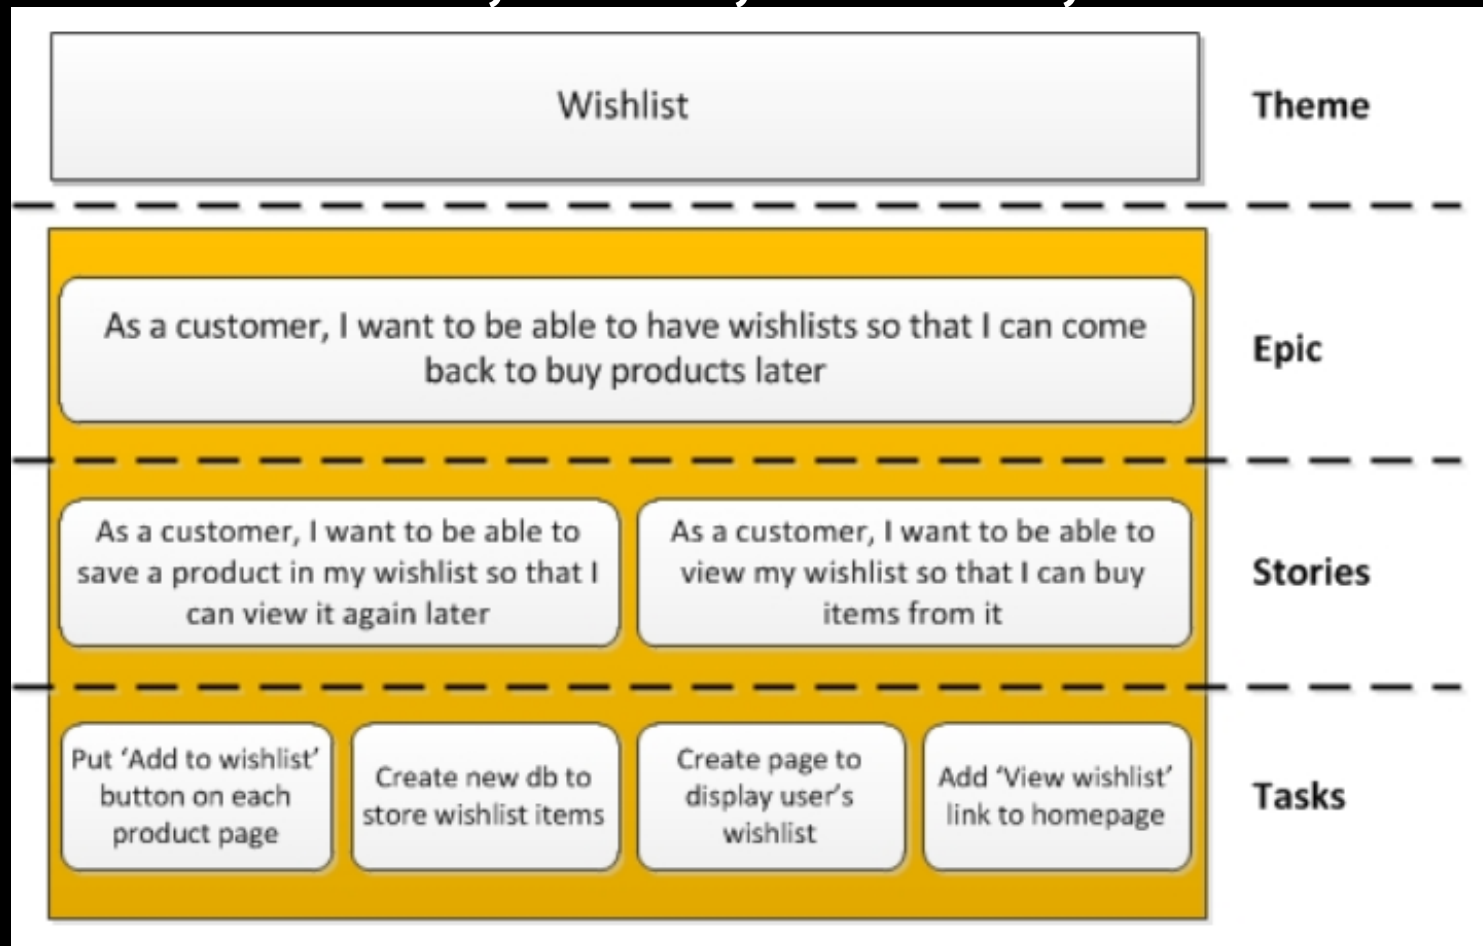 Wishlist
Theme
As a customer, I want to be able to have wishlists so that I can come
back to buy products later
Epic
As a customer, I want to be able to
save a product in my wishlist so that I
can view it again later
As a customer, I want to be able to
view my wishlist so that I can buy
items from it
Stories
Put ‘Add to wishlist’
button on each
product page
Create new db to
store wishlist items
Create page to
display user’s
wishlist
Add ‘View wishlist’
link to homepage
Tasks